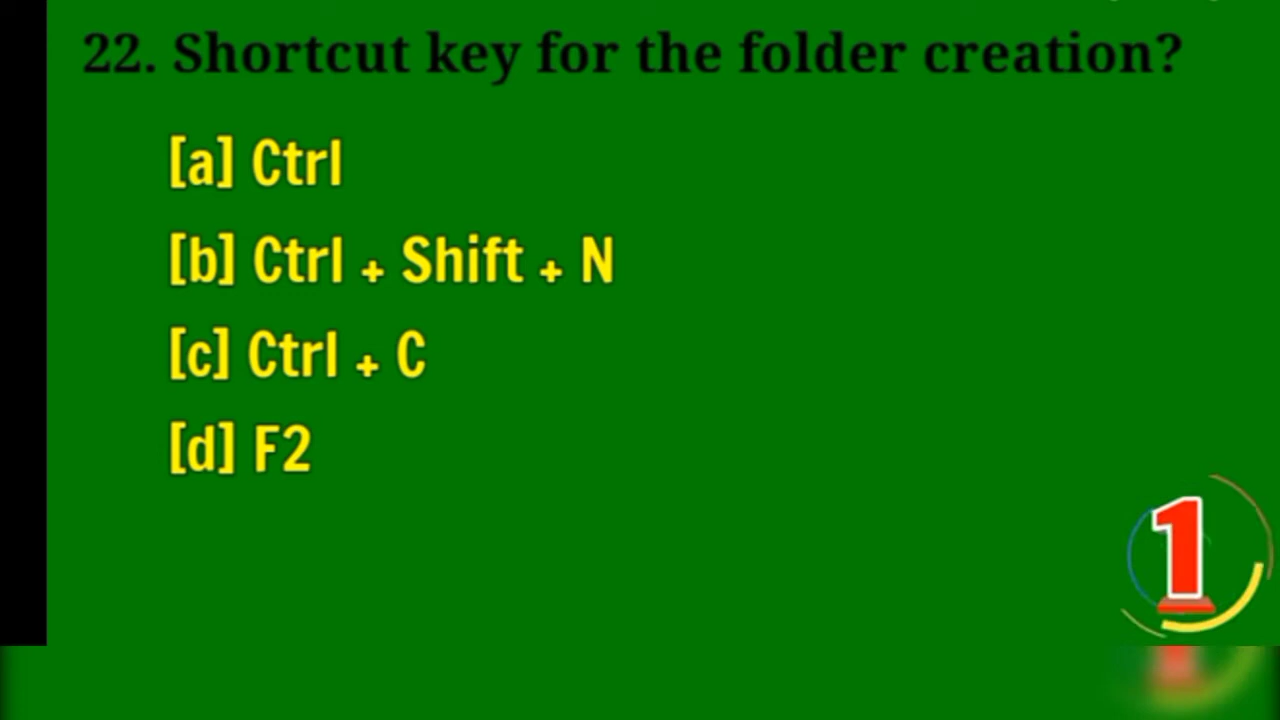 22. Shortcut key for the folder creation?
[a] Ctrl
[b] Ctrl + Shift + N
[c] Ctrl + C
[d] F2
1